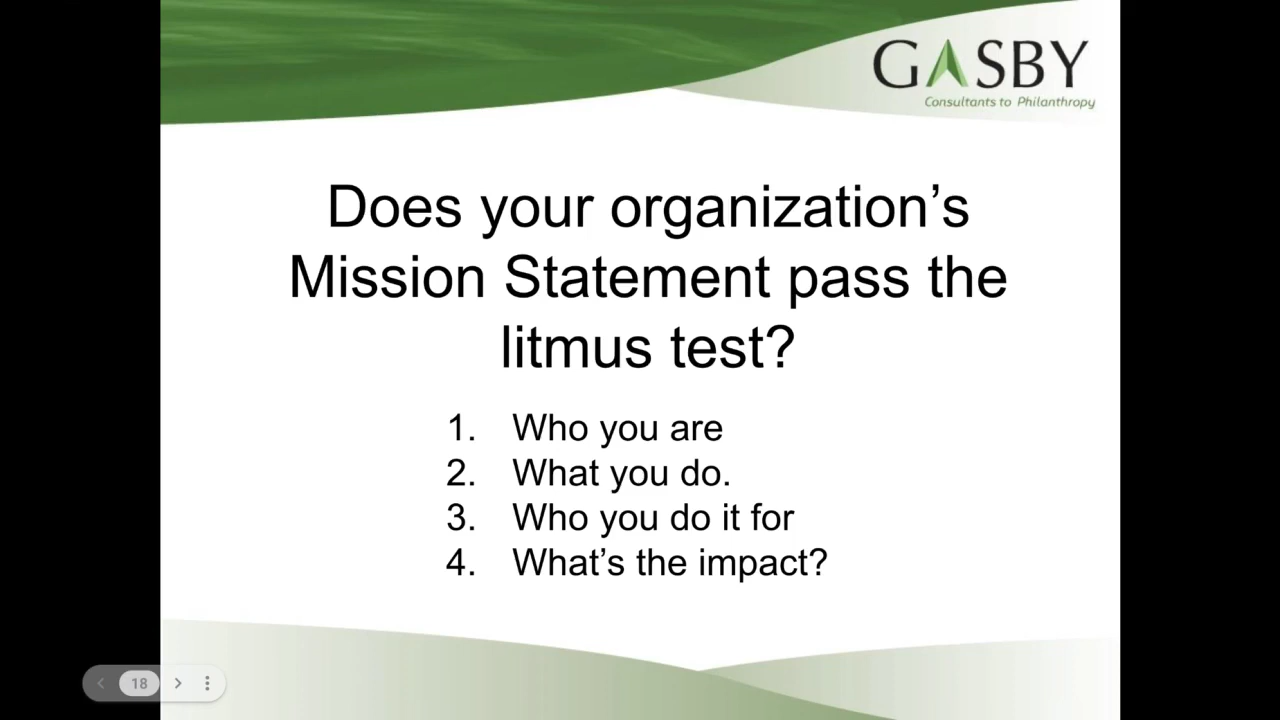 GASBY
Consultants to Philanthropy
Does your organization’s
Mission Statement pass the
litmus test?
1. Who you are
2. What you do.
3. Who you do it for
4. What’s the impact?
18